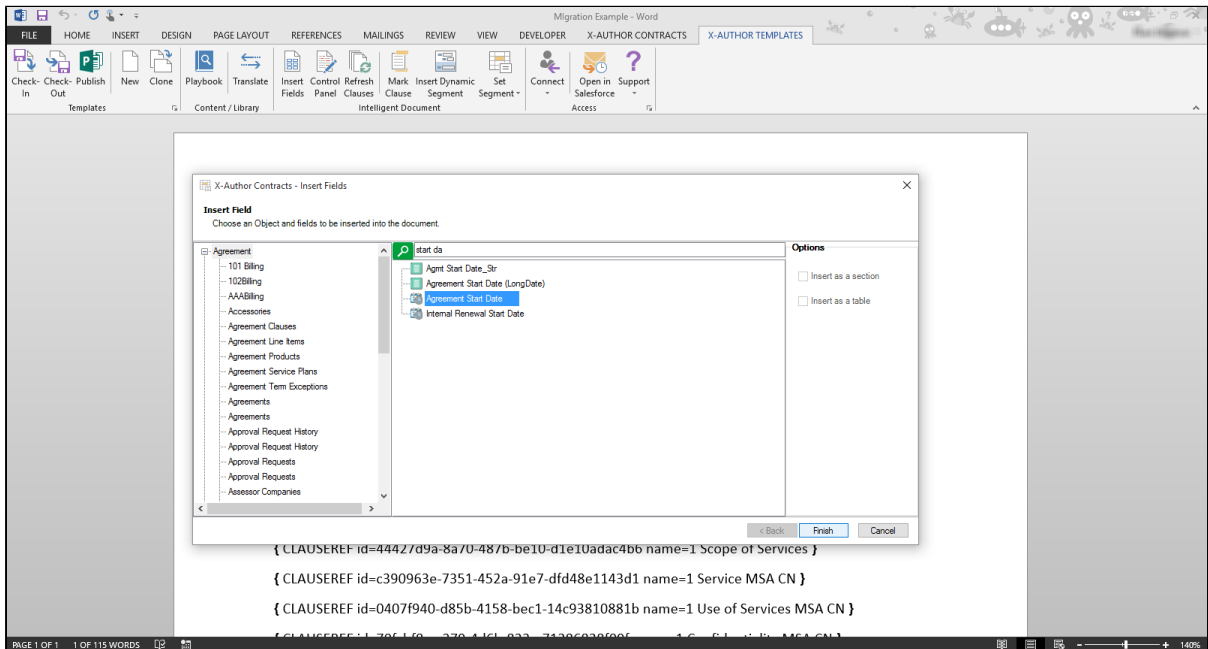 Migration Example - Word
FILE HOME INSERT DESIGN PAGE LAYOUT REFERENCES MAILINGS REVIEW VIEW DEVELOPER X-AUTHOR CONTRACTS X-AUTHOR TEMPLATES
Check- Check- Publish New Clone Playbook Translate Insert Control Refresh Mark Insert Dynamic Set Connect Open in Support
In Out Fields Panel Clauses Clause Segment Segment Salesforce
Templates Content / Library Intelligent Document Access
X-Author Contracts - Insert Fields
Insert Field
Choose an Object and fields to be inserted into the document.
Agreement
101 Billing
102Billing
AAABilling
Accessories
Agreement Clauses
Agreement Line Items
Agreement Products
Agreement Service Plans
Agreement Term Exceptions
Agreements
Agreements
Approval Request History
Approval Request History
Approval Requests
Approval Requests
Assessor Companies
start da
Agmt Start Date_Str
Agreement Start Date (LongDate)
Agreement Start Date
Internal Renewal Start Date
Options
Insert as a section
Insert as a table
< Back Finish Cancel
{ CLAUSEREF id=44427d9a-8a70-487b-be10-d1e10adac4b6 name=1 Scope of Services }
{ CLAUSEREF id=c390963e-7351-452a-91e7-dfd48e1143d1 name=1 Service MSA CN }
{ CLAUSEREF id=0407f940-d85b-4158-bec1-14c93810881b name=1 Use of Services MSA CN }
PAGE 1 OF 1 1 OF 115 WORDS 140%